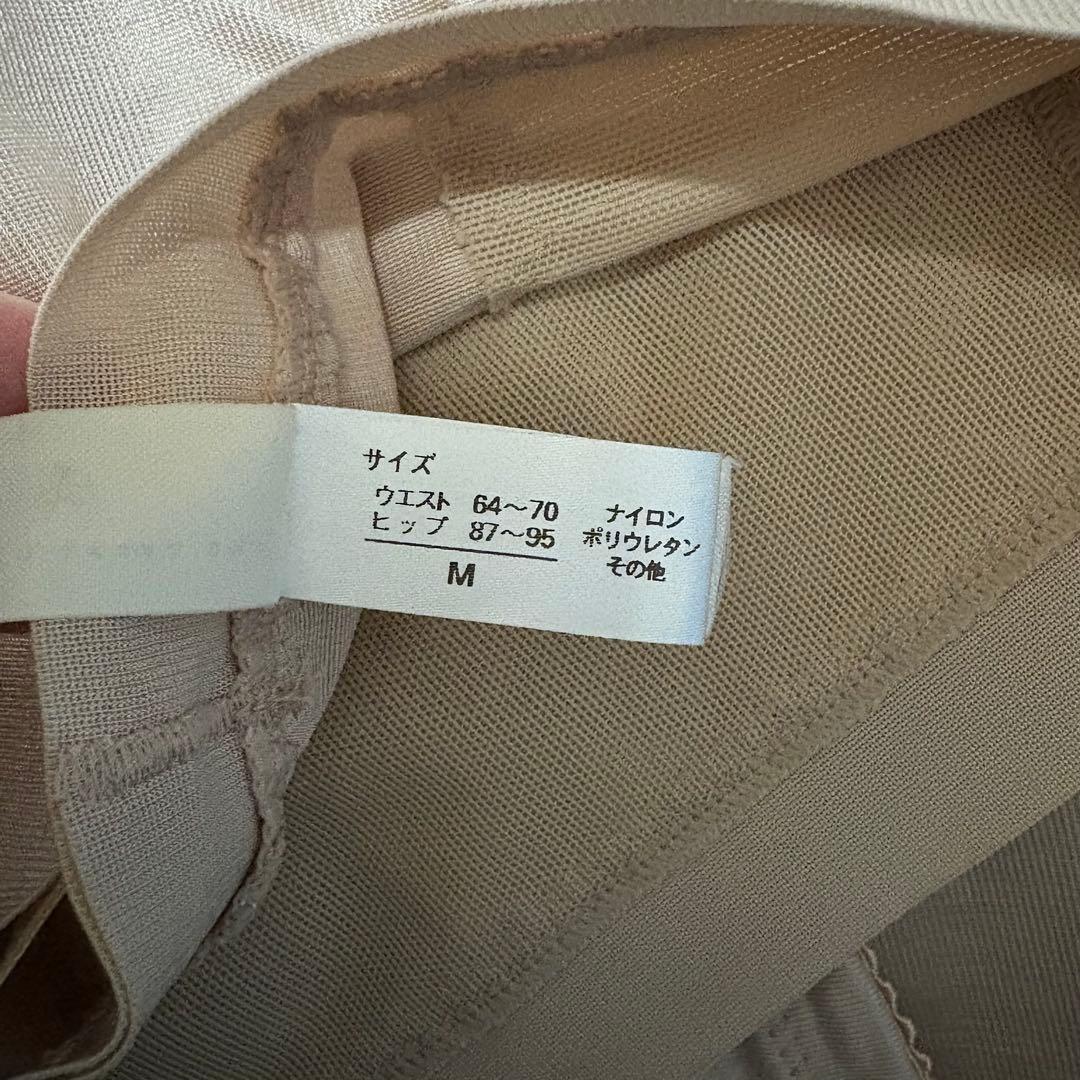 サイズ
ウエスト 64〜70
ヒップ 87〜95
M
ナイロン
ポリウレタン
その他